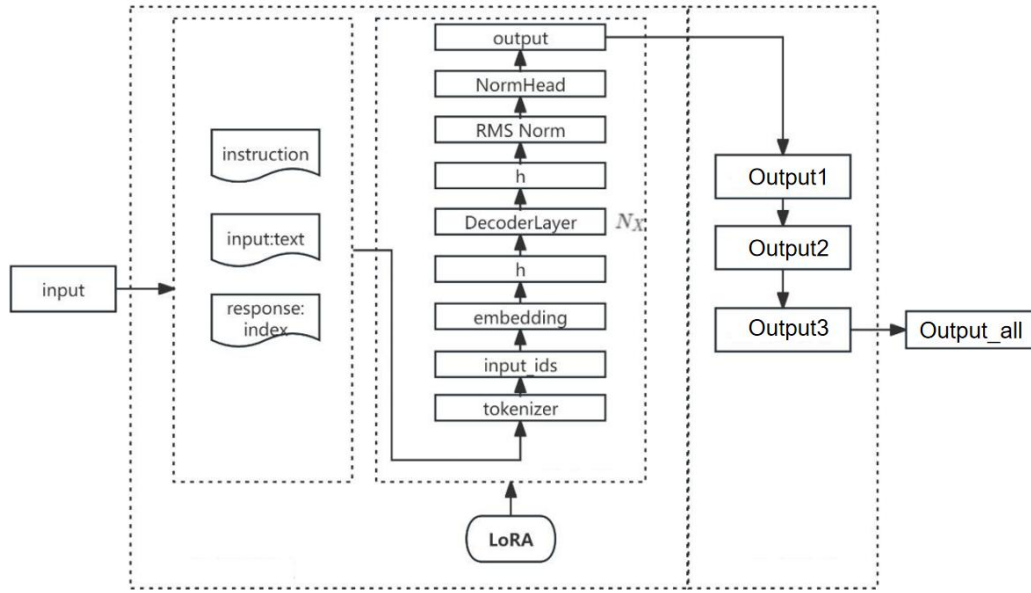 input
instruction
input:text
response:
index
output
NormHead
RMS Norm
h
DecoderLayer
N_X
h
embedding
input_ids
tokenizer
LoRA
Output1
Output2
Output3
Output_all